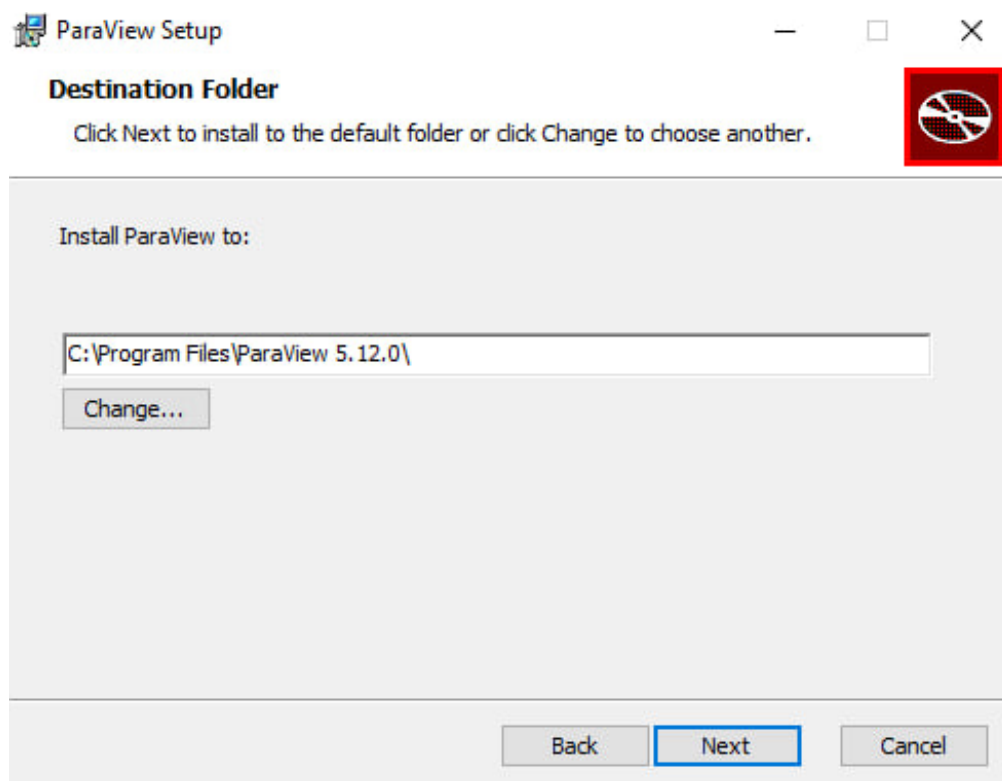 ParaView Setup
Destination Folder
Click Next to install to the default folder or click Change to choose another.
Install ParaView to:
C:\Program Files\ParaView 5.12.0\
Change...
Back Next Cancel